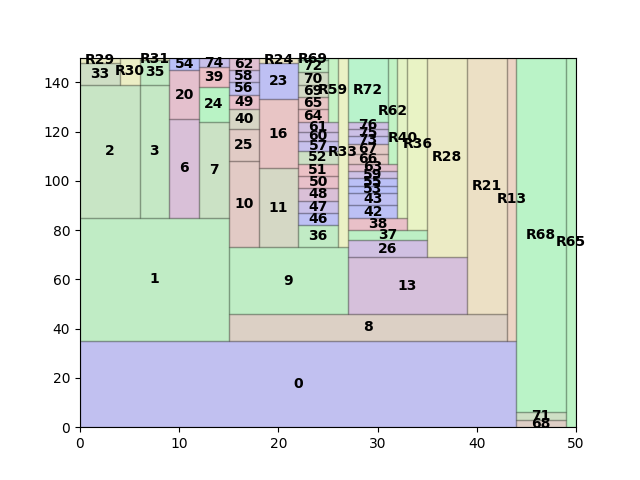 R29 R31 R24 R69
54 74 62 72
33 R30 35 39 58 23 70 R59 R72
140 20 56 69
24 49 65 R62
40 64
120 16 61 76
60 75 R40
2 3 25 57 73 R36
7 52 R33 67 R28
66
100 6 51 63 R21
50 59
10 11 48 55 R13
53
47 43
46 42
80 36 38 R68
37 R65
26
60 1 9 13
40 8
20 0
71
0 68
0 10 20 30 40 50